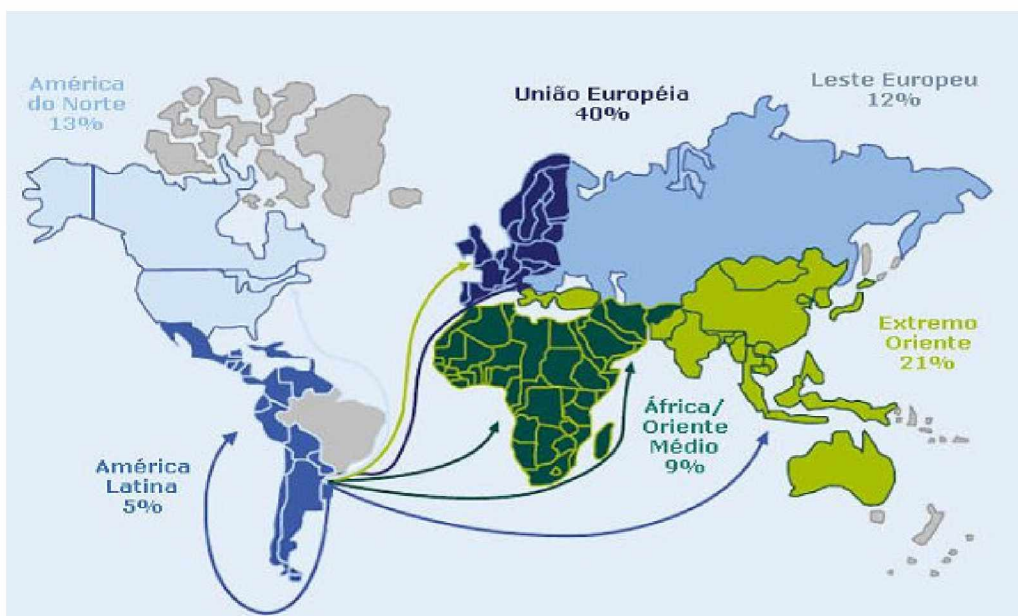 América
do Norte
13%
União Européia
40%
Leste Europeu
12%
Extremo
Oriente
21%
África/
Oriente
Médio
9%
América
Latina
5%